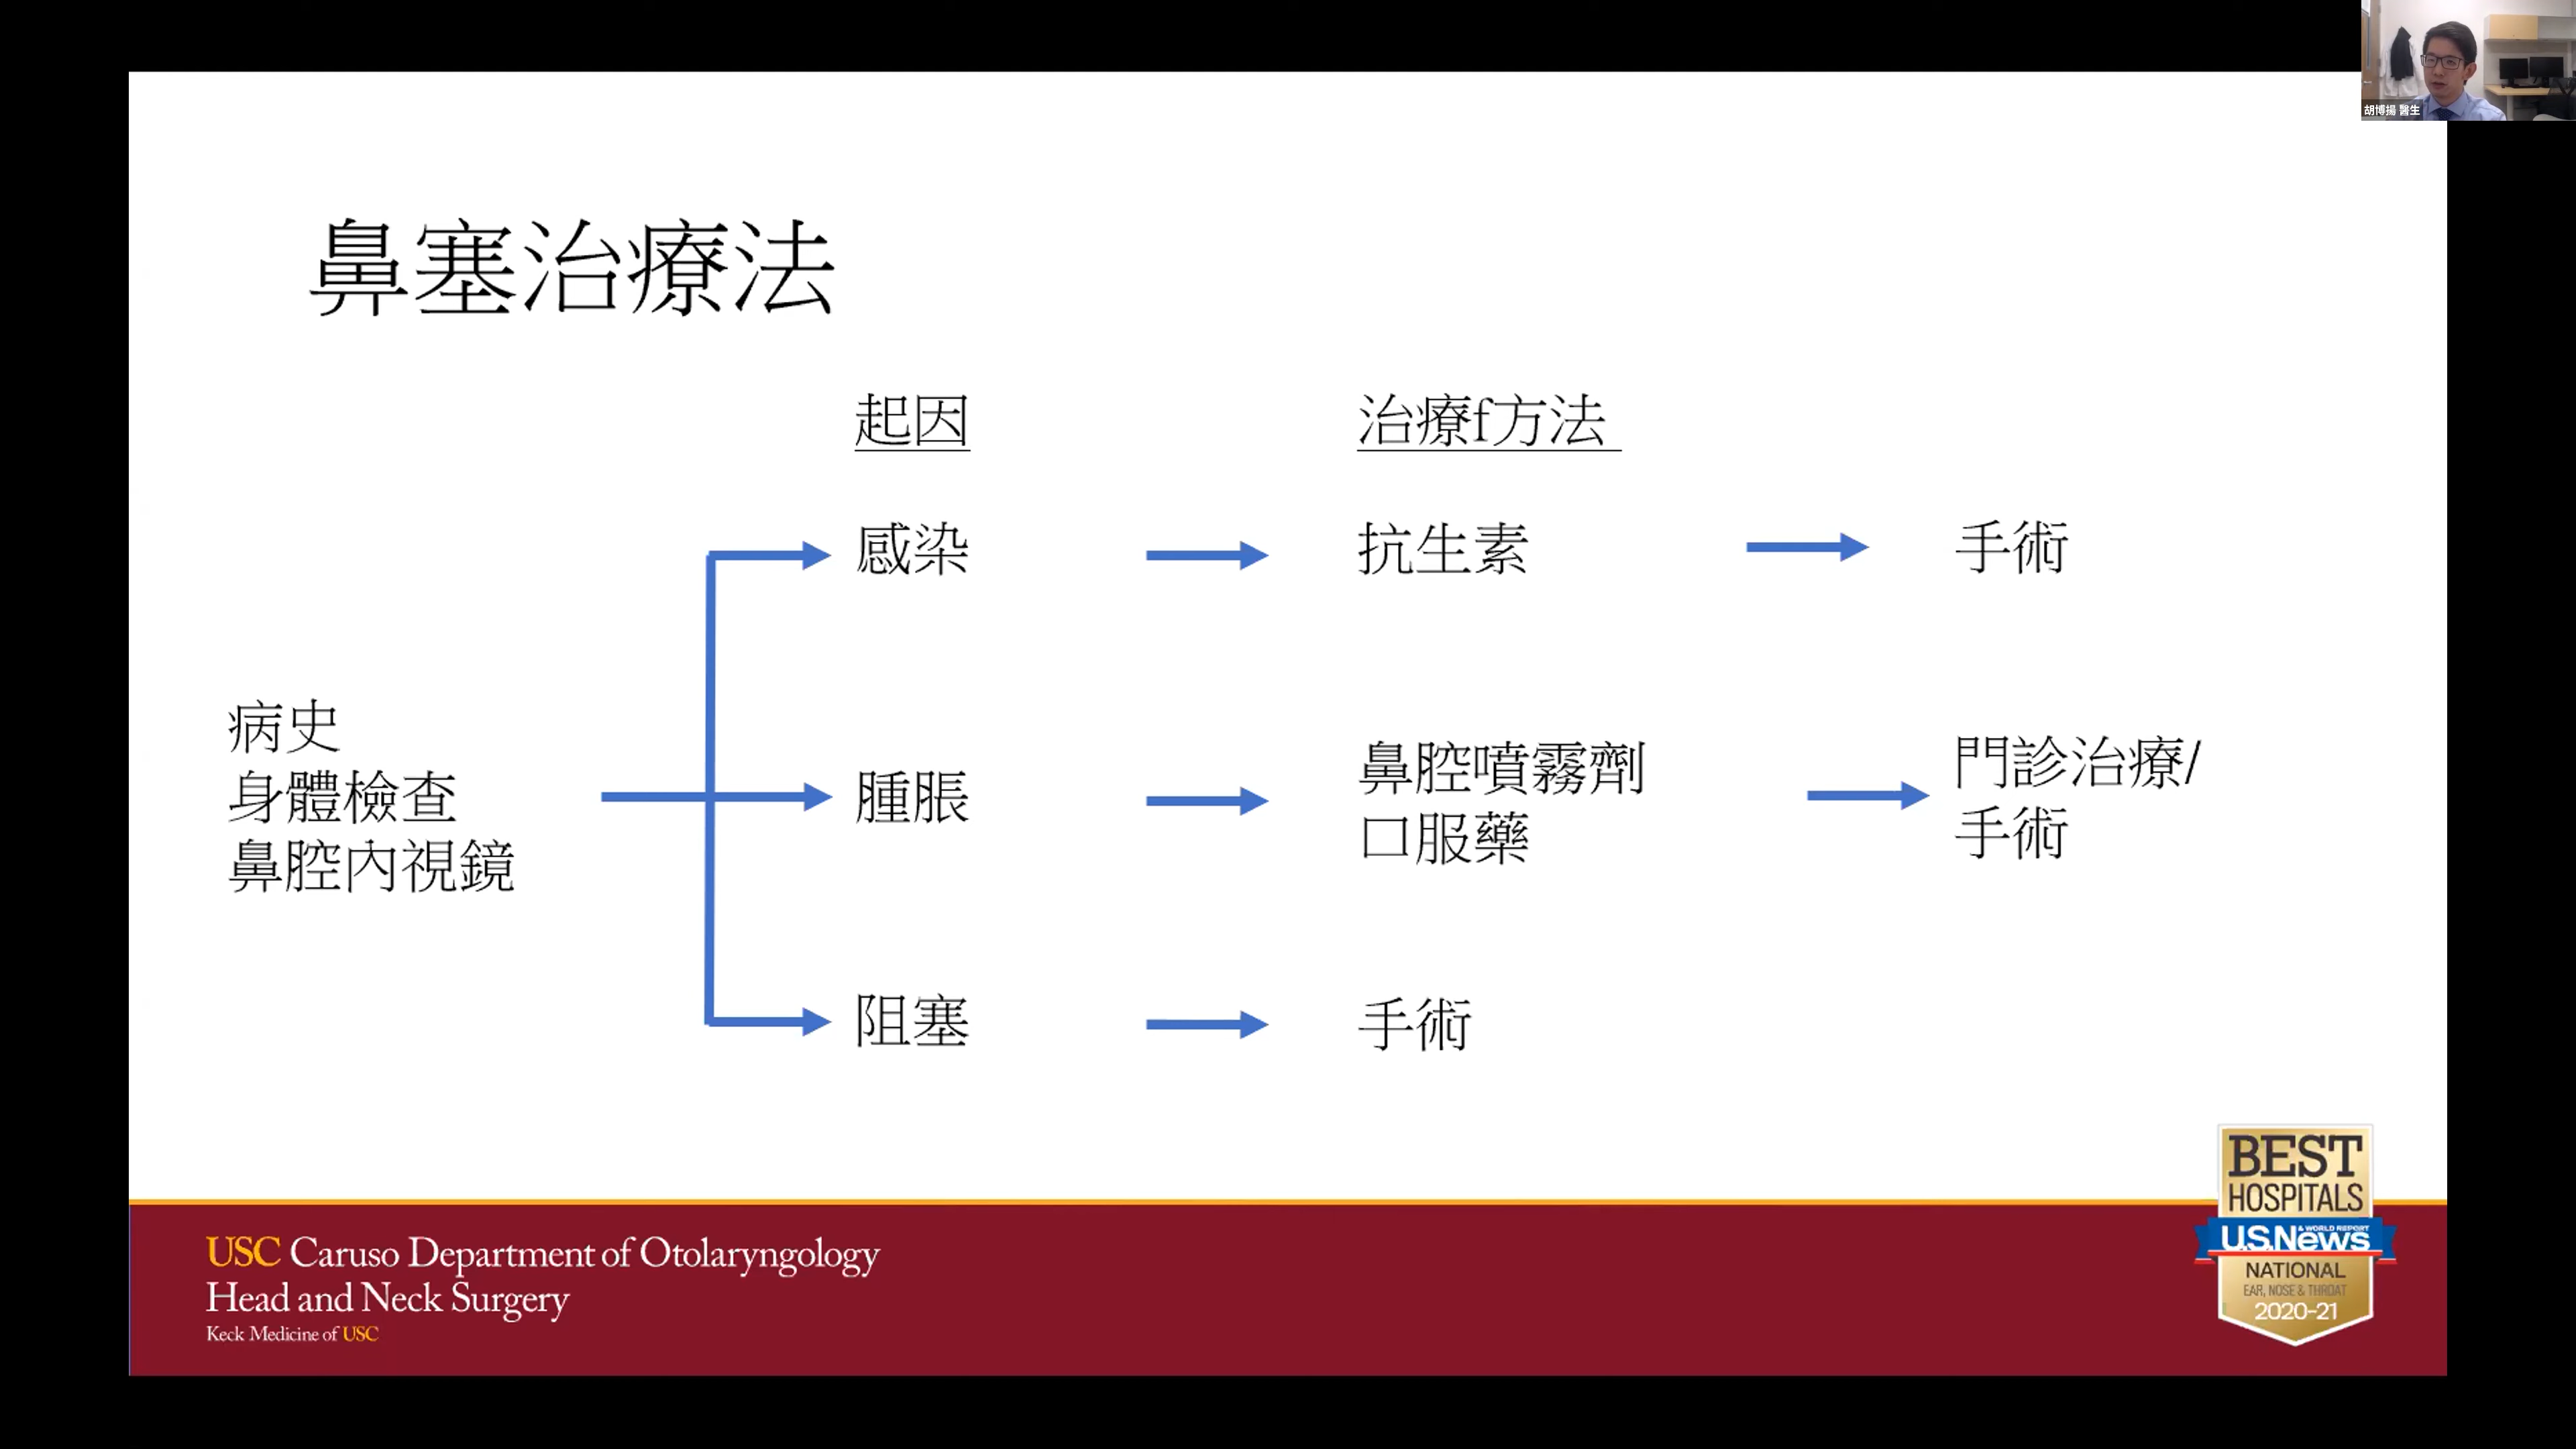 胡博揚 醫生
鼻塞治療法
起因
治療f方法
感染
抗生素
手術
病史
身體檢查
鼻腔內視鏡
腫脹
鼻腔噴霧劑
口服藥
門診治療/
手術
阻塞
手術
USC Caruso Department of Otolaryngology
Head and Neck Surgery
Keck Medicine of USC
BEST
HOSPITALS
U.S.News
& WORLD REPORT
NATIONAL
EAR, NOSE & THROAT
2020-21